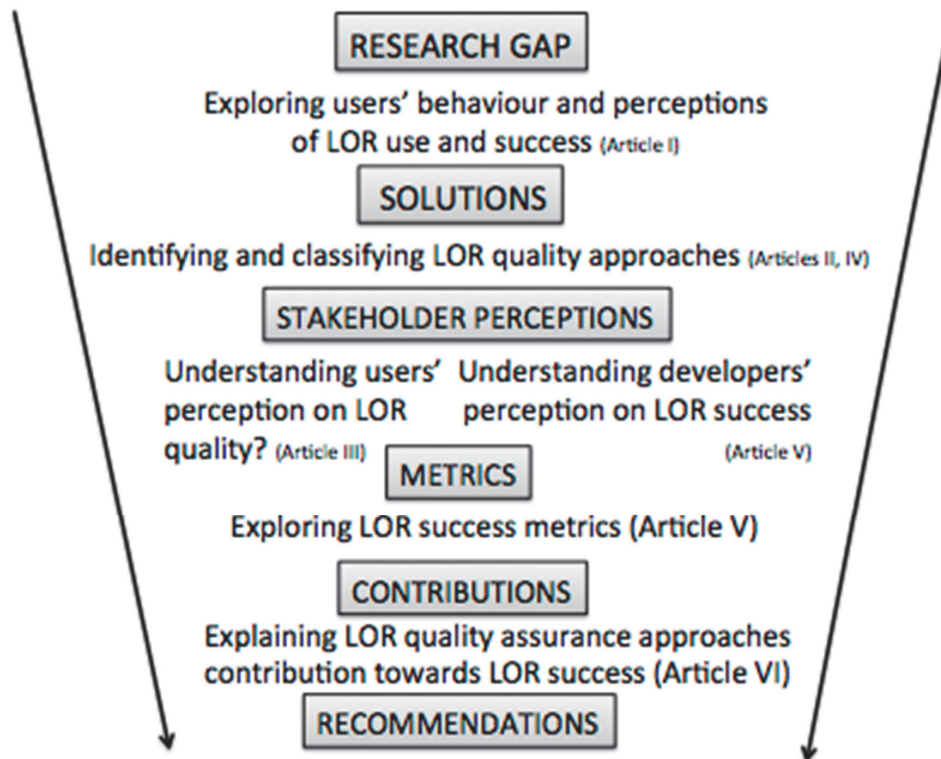 RESEARCH GAP
Exploring users' behaviour and perceptions
of LOR use and success (Article I)
SOLUTIONS
Identifying and classifying LOR quality approaches (Articles II, IV)
STAKEHOLDER PERCEPTIONS
Understanding users'
perception on LOR
quality? (Article III)
Understanding developers'
perception on LOR success
(Article V)
METRICS
Exploring LOR success metrics (Article V)
CONTRIBUTIONS
Explaining LOR quality assurance approaches
contribution towards LOR success (Article VI)
RECOMMENDATIONS